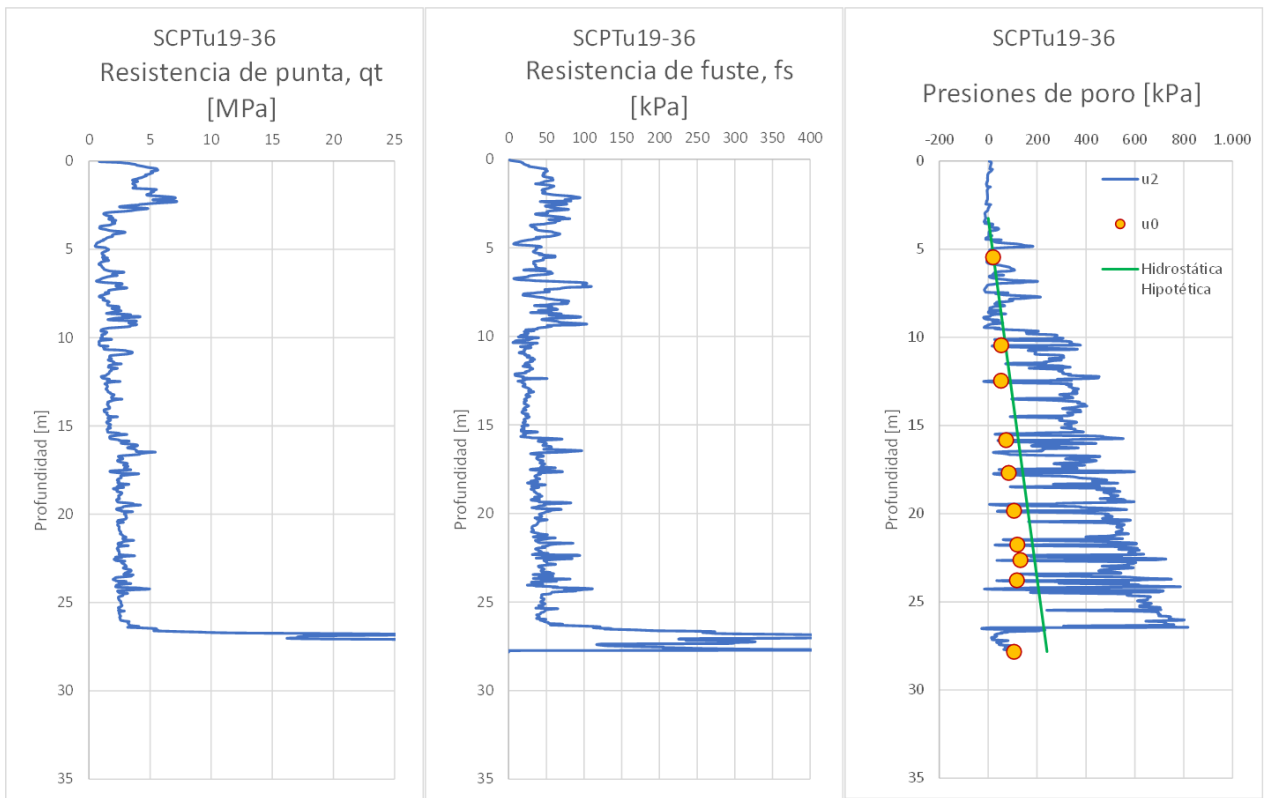 SCPTu19-36
Resistencia de punta, qt
[MPa]
0 5 10 15 20 25
0
5
10
15
20
25
30
35
Profundidad [m]
SCPTu19-36
Resistencia de fuste, fs
[kPa]
0 50 100 150 200 250 300 350 400
0
5
10
15
20
25
30
35
Profundidad [m]
SCPTu19-36
Presiones de poro [kPa]
-200 0 200 400 600 800 1.000
0
5
10
15
20
25
30
35
Profundidad [m]
u2
u0
Hidrostática
Hipotética